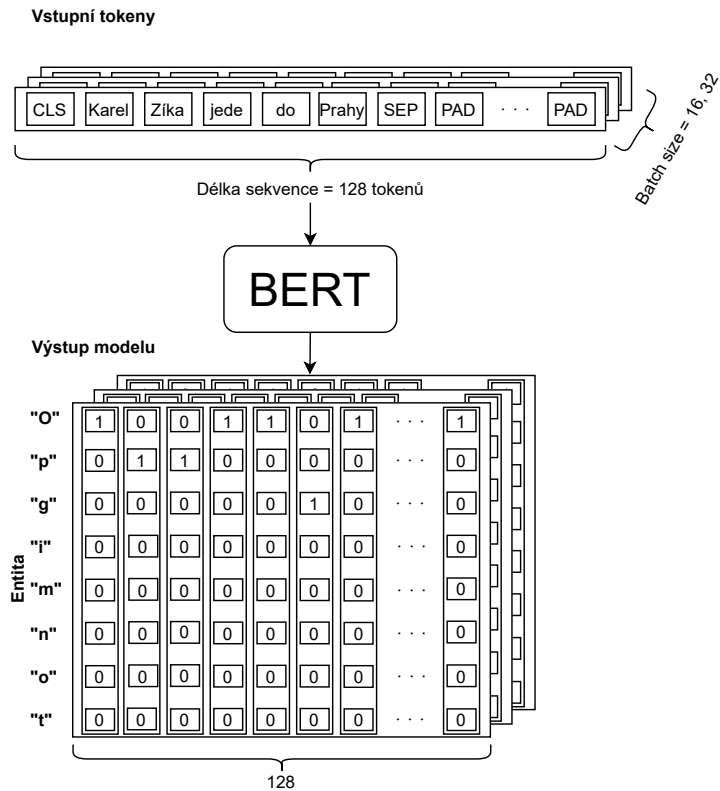 Vstupní tokeny
CLS Karel Zíka jede do Prahy SEP PAD · · · PAD
Batch size = 16, 32
Délka sekvence = 128 tokenů
BERT
Výstup modelu
Entita
"O" 1 0 0 1 1 0 1 · · · 1
"p" 0 1 1 0 0 0 0 · · · 0
"g" 0 0 0 0 0 1 0 · · · 0
"i" 0 0 0 0 0 0 0 · · · 0
"m" 0 0 0 0 0 0 0 · · · 0
"n" 0 0 0 0 0 0 0 · · · 0
"o" 0 0 0 0 0 0 0 · · · 0
"t" 0 0 0 0 0 0 0 · · · 0
128